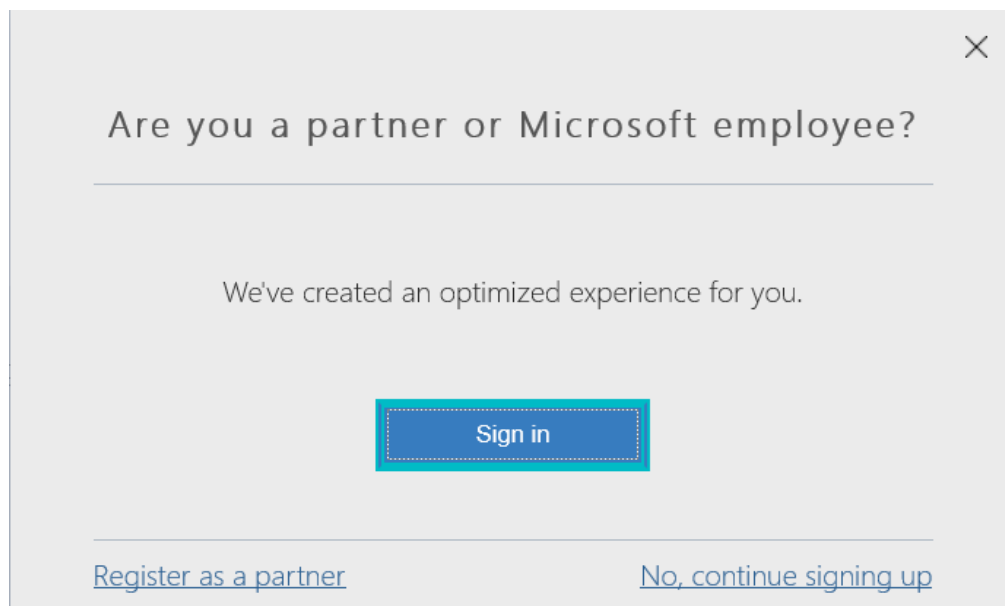 Are you a partner or Microsoft employee?
We've created an optimized experience for you.
Sign in
Register as a partner
No, continue signing up